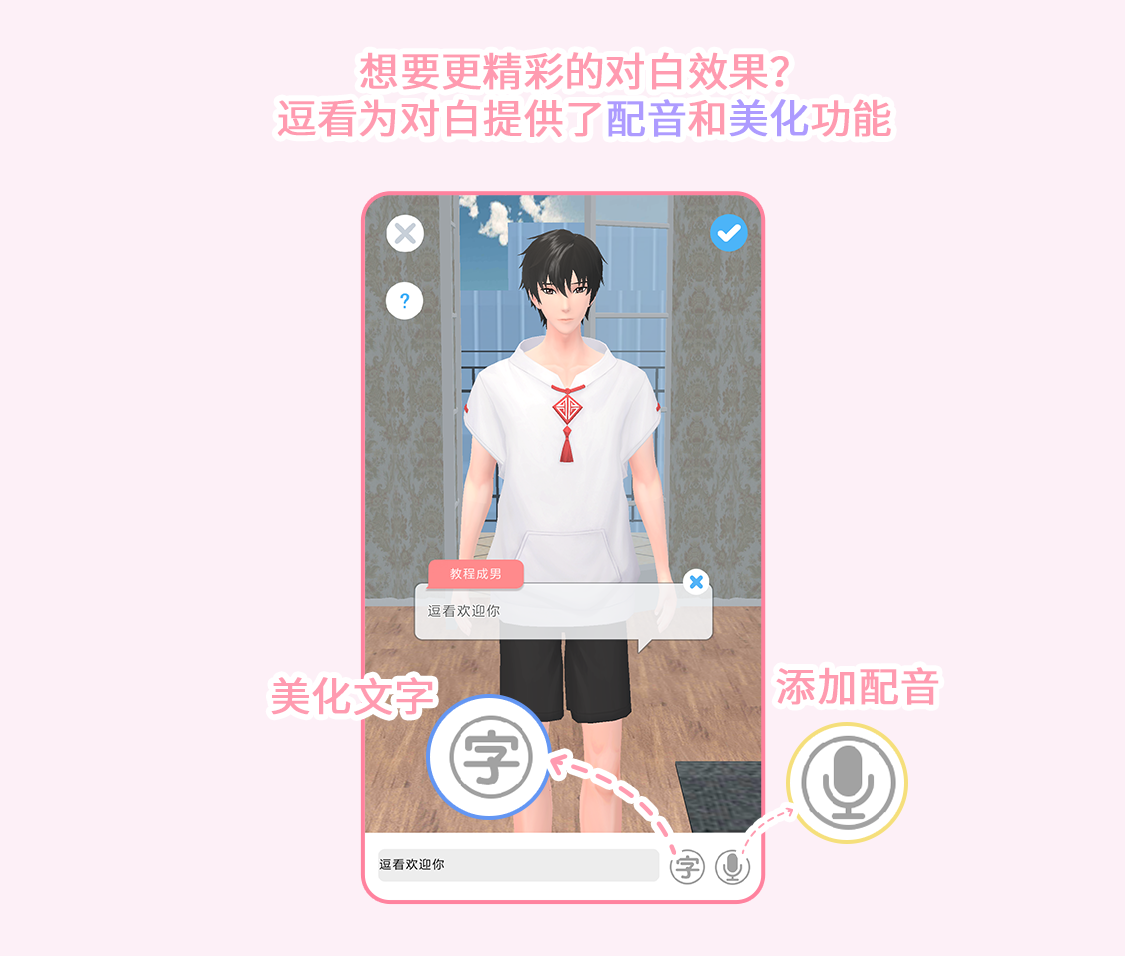 想要更精彩的对白效果？
逗看为对白提供了配音和美化功能
?
教程成男
逗看欢迎你
美化文字
添加配音
字
逗看欢迎你
字